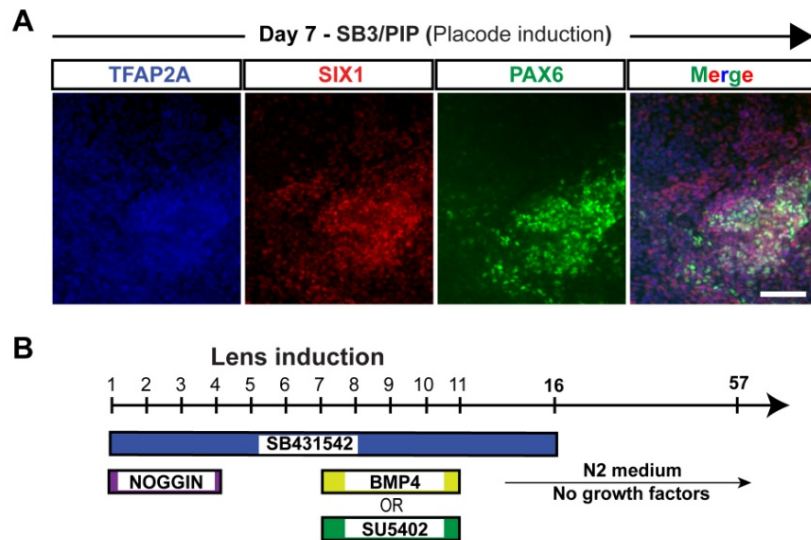 A
Day 7 - SB3/PIP (Placode induction)
TFAP2A SIX1 PAX6 Merge
B
Lens induction
1 2 3 4 5 6 7 8 9 10 11 16 57
SB431542
NOGGIN BMP4
OR
SU5402
N2 medium
No growth factors